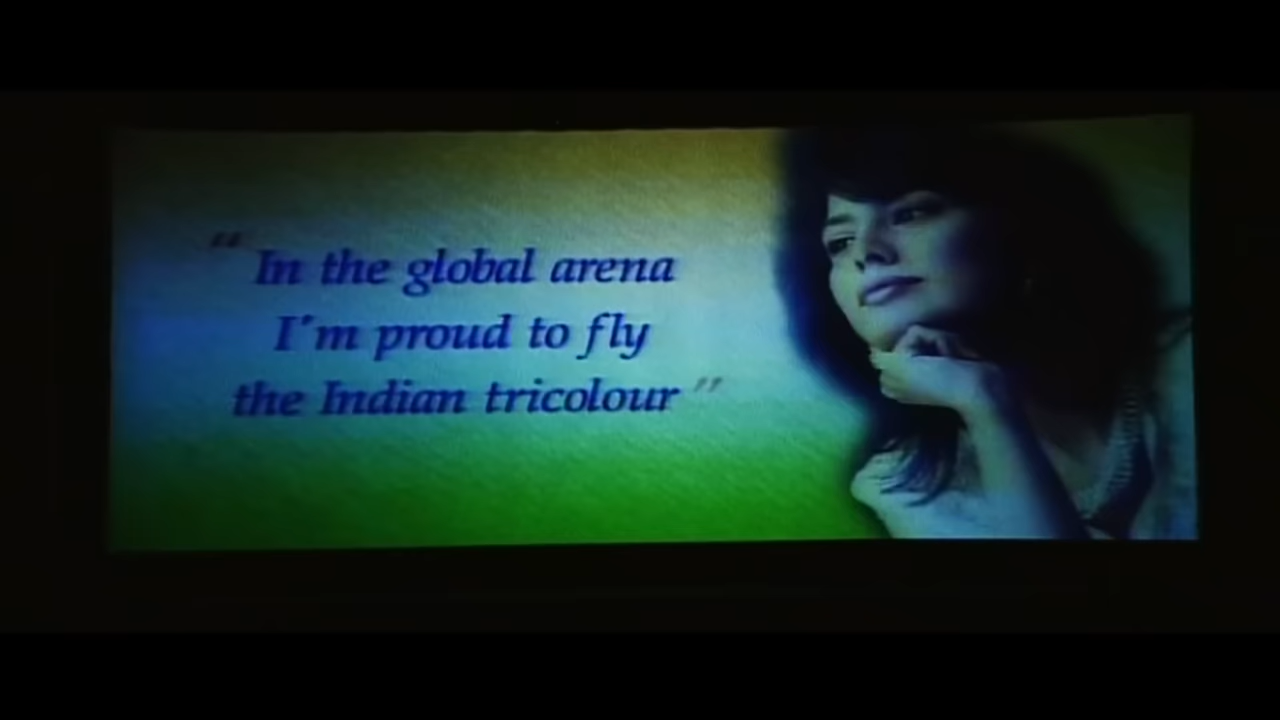 " In the global arena
I'm proud to fly
the Indian tricolour "